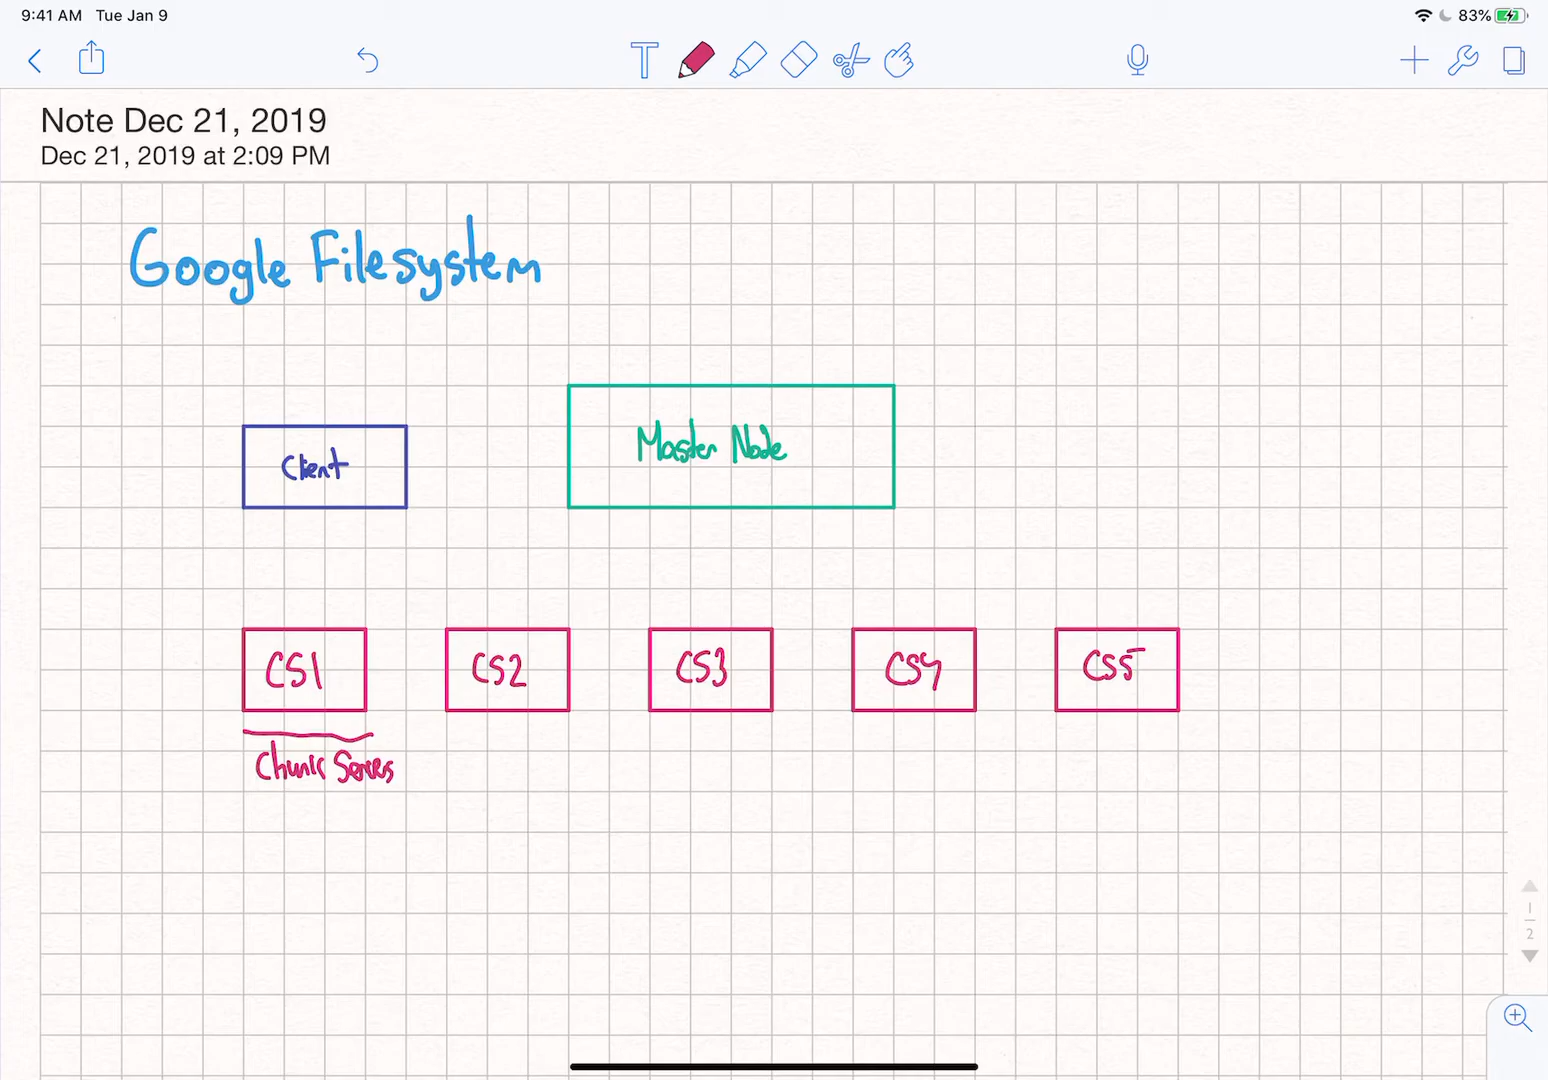 9:41 AM Tue Jan 9
83%
T
Note Dec 21, 2019
Dec 21, 2019 at 2:09 PM
Google Filesystem
Client
Master Node
CS1 CS2 CS3 CS4 CS5
Chunk Servers
1
2